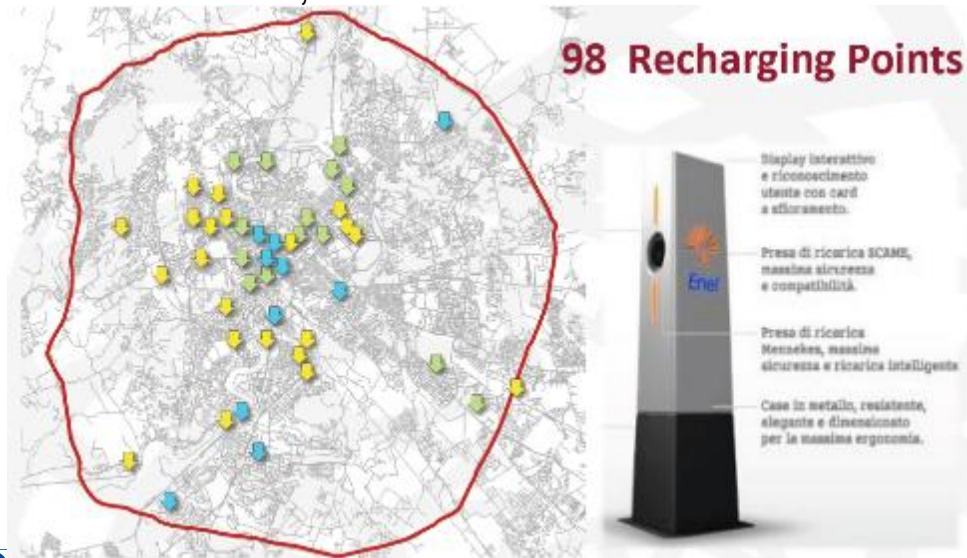 98 Recharging Points
Display interattivo
e riconoscimento
utente con card
a sfioramento.
Presa di ricarica SCAME,
massima sicurezza
e compatibilità.
Enel
Presa di ricarica
Mennekes, massima
sicurezza e ricarica intelligente
Case in metallo, resistente,
elegante e dimensionato
per la massima ergonomia.